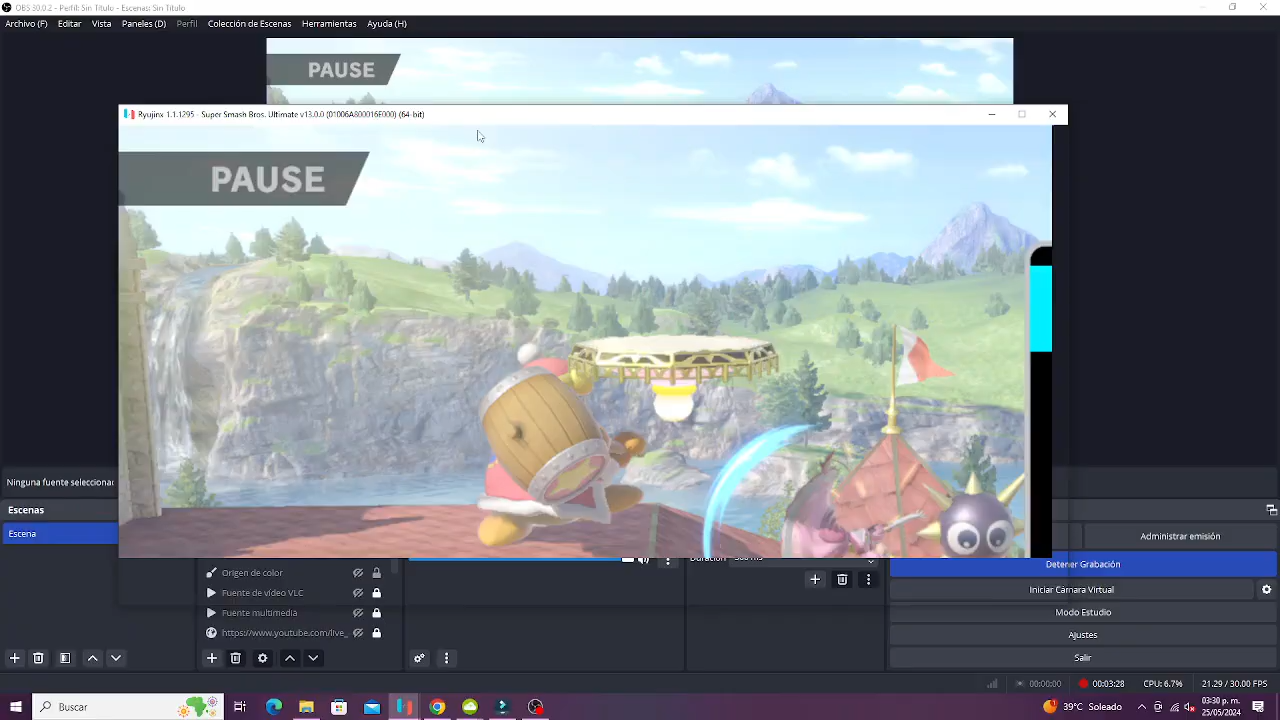 OBS 30.0.2 - Perfil: Sin Título - Escenas: Sin Título
Archivo (F) Editar Vista Paneles (D) Perfil Colección de Escenas Herramientas Ayuda (H)
PAUSE
Ryujinx 1.1.1295 - Super Smash Bros. Ultimate v13.0.0 (01006A800016E000) (64-bit)
PAUSE
Ninguna fuente seleccionad
Escenas
Escena
Administrar emisión
Detener Grabación
Origen de color
Iniciar Cámara Virtual
Fuente de vídeo VLC
Fuente multimedia
Modo Estudio
https://www.youtube.com/live_
Ajustes
Salir
00:00:00
00:03:28
CPU: 6.7%
21.29 / 30.00 FPS
Buscar
39°C Soleado
03:30 p. m.
25/05/2024